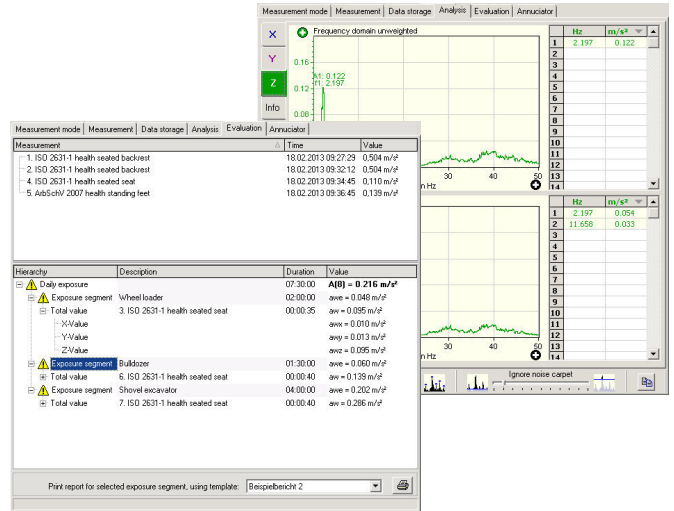 Measurement mode Measurement Data storage Analysis Evaluation Annuciator
X
Y
Z
Info
Frequency domain unweighted
0.16
0.12
0.08
A1: 0.122
f1: 2.197
30 40 50
n Hz
Hz m/s²
1 2.197 0.122
2
3
4
5
6
7
8
9
10
11
12
13
14
30 40 50
n Hz
Hz m/s²
1 2.197 0.054
2 11.658 0.033
3
4
5
6
7
8
9
10
11
12
13
14
Ignore noise carpet
Measurement mode Measurement Data storage Analysis Evaluation Annuciator
Measurement Time Value
1. ISO 2631-1 health seated backrest 18.02.2013 09:27:29 0,504 m/s²
2. ISO 2631-1 health seated backrest 18.02.2013 09:32:12 0,504 m/s²
4. ISO 2631-1 health seated seat 18.02.2013 09:34:45 0,110 m/s²
5. ArbSchV 2007 health standing feet 18.02.2013 09:36:45 0,139 m/s²
Hierarchy Description Duration Value
Daily exposure 07:30:00 A(8) = 0.216 m/s²
Exposure segment Wheel loader 02:00:00 awe = 0.048 m/s²
Total value 3. ISO 2631-1 health seated seat 00:00:35 aw = 0.095 m/s²
X-Value awx = 0.010 m/s²
Y-Value awy = 0.013 m/s²
Z-Value awz = 0.095 m/s²
Exposure segment Bulldozer 01:30:00 awe = 0.060 m/s²
Total value 6. ISO 2631-1 health seated seat 00:00:40 aw = 0.139 m/s²
Exposure segment Shovel excavator 04:00:00 awe = 0.202 m/s²
Total value 7. ISO 2631-1 health seated seat 00:00:40 aw = 0.286 m/s²
Print report for selected exposure segment, using template: Beispielbericht 2